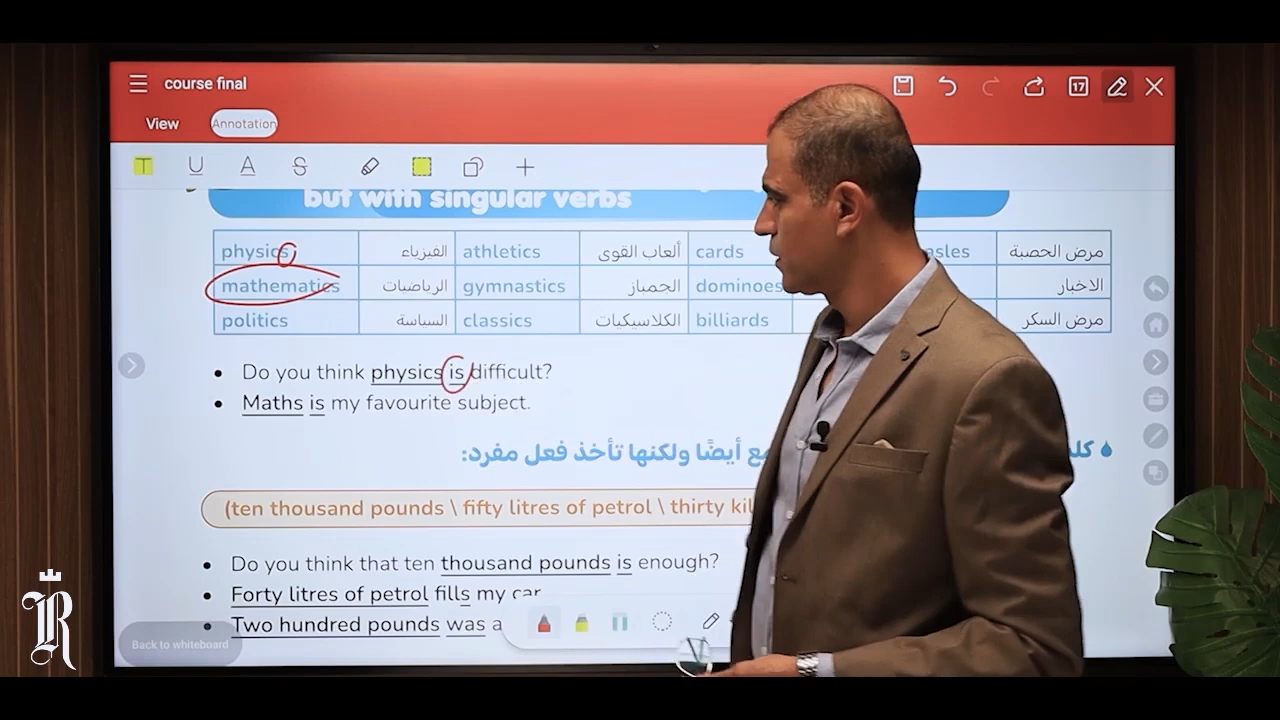 course final
17
View
Annotation
T U A S
but with singular verbs
physics الفيزياء athletics ألعاب القوى cards مرض الحصبة
mathematics الرياضيات gymnastics الجمباز dominoes الاخبار
politics السياسة classics الكلاسيكيات billiards مرض السكر
• Do you think physics is difficult?
• Maths is my favourite subject.
أيضًا ولكنها تأخذ فعل مفرد:
(ten thousand pounds \ fifty litres of petrol \ thirty
• Do you think that ten thousand pounds is enough?
• Forty litres of petrol fills my car
• Two hundred pounds was a
Back to whiteboard
R